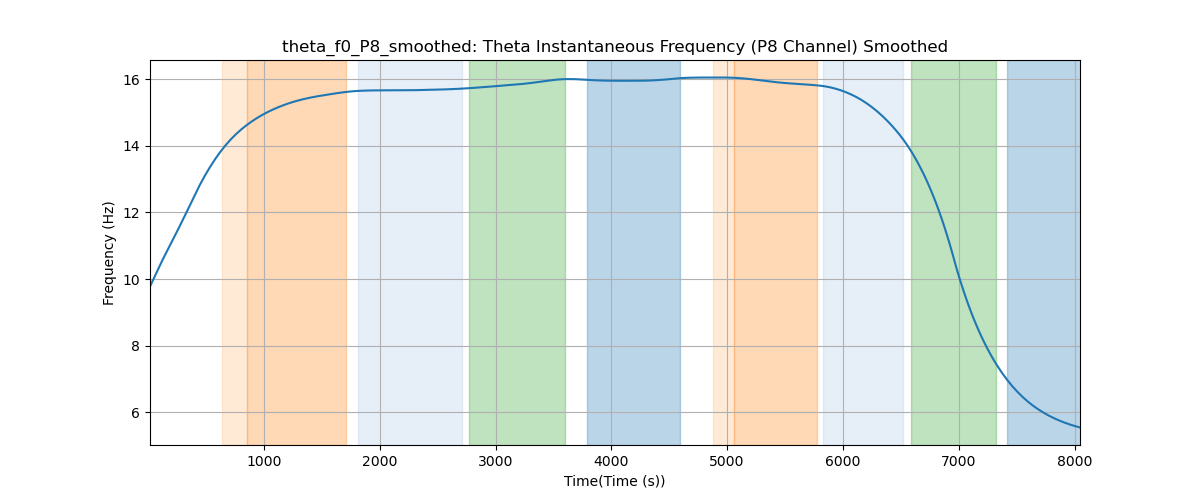 theta_f0_P8_smoothed: Theta Instantaneous Frequency (P8 Channel) Smoothed
16
14
12
10
8
6
Frequency (Hz)
1000 2000 3000 4000 5000 6000 7000 8000
Time(Time (s))